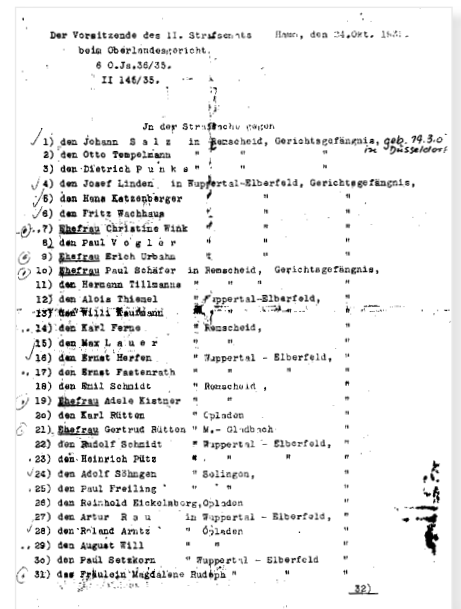 Der Vorsitzende des II. Strafsenats Hamm, den 24.Okt. 193
beim Oberlandesgericht.
6 O.Js.36/35.
II 146/35.
Jn der Strafsache gegen
1) den Johann S a l z in Remscheid, Gerichtsgefängnis, geb. 19.3.0
in Düsseldorf
2) den Otto Tempelmann " " "
3) den Dietrich P u n k s " " "
4) den Josef Linden in Wuppertal-Elberfeld, Gerichtsgefängnis,
5) den Hans Katzenberger " " "
6) den Fritz Wachhaus " "
7) Ehefrau Christine Wink " " "
8) den Paul V o g l e r " " "
9) Ehefrau Erich Urbahn " " "
10) Ehefrau Paul Schäfer in Remscheid, Gerichtsgefängnis,
11) den Hermann Tillmanns " " "
12) den Alois Thiemel " Wuppertal-Elberfeld, "
13) den Willi Kaufmann
14) den Karl Ferne " Remscheid, "
15) den Max L a u e r " " "
16) den Ernst Herfen " Wuppertal - Elberfeld, "
17) den Ernst Fastenrath " " " "
18) den Emil Schmidt " Remscheid , "
19) Ehefrau Adele Kistner " " "
20) den Karl Rütten " Opladen "
21) Ehefrau Gertrud Rütten " M.- Gladbach "
22) den Rudolf Schmidt " Wuppertal - Elberfeld, "
23) den Heinrich Pütz " " " "
24) den Adolf Söhngen " Solingen, "
25) den Paul Freiling " " "
26) den Reinhold Eickelnberg,Opladen "
27) den Artur R a u in Wuppertal - Elberfeld, "
28) den Roland Arntz " Opladen "
29) den August Will " " "
30) den Paul Setzkorn " Wuppertal - Elberfeld "
31) das Fräulein Magdalene Rudeph " " "
32)